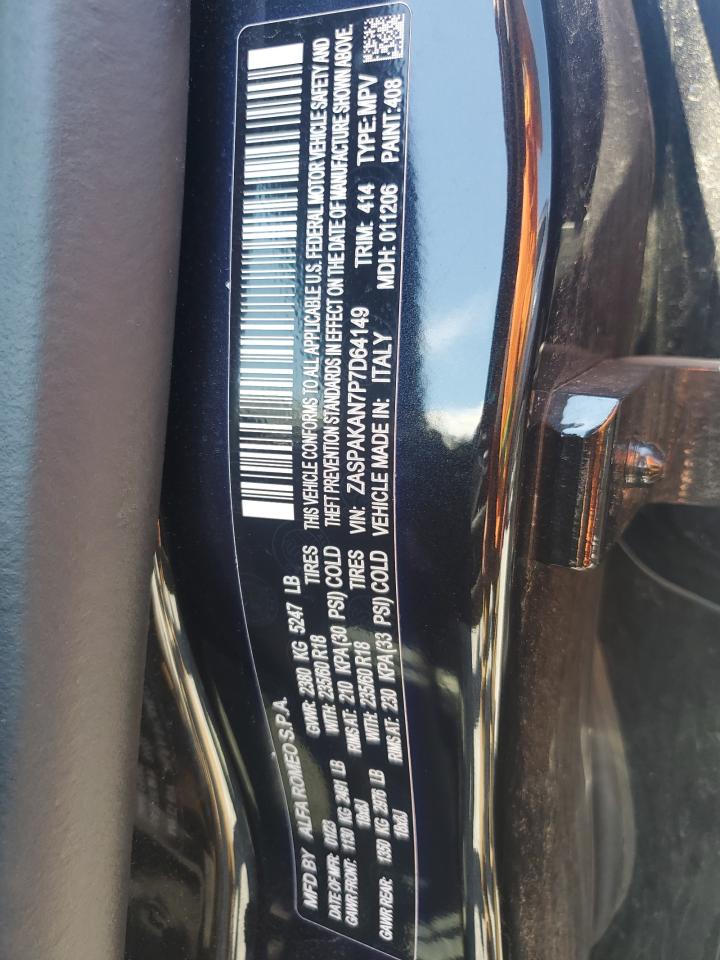 MFD BY ALFA ROMEO S.P.A.
DATE OF MFR: 01/23 GVWR: 2380 KG 5247 LB
GAWR FRONT: 1130 KG 2491 LB WITH: 235/60 R18 TIRES
18x8J RIMS AT: 210 KPA(30 PSI) COLD
GAWR REAR: 1350 KG 2976 LB WITH: 235/60 R18 TIRES
18x8J RIMS AT: 230 KPA(33 PSI) COLD
THIS VEHICLE CONFORMS TO ALL APPLICABLE U.S. FEDERAL MOTOR VEHICLE SAFETY AND
THEFT PREVENTION STANDARDS IN EFFECT ON THE DATE OF MANUFACTURE SHOWN ABOVE.
VIN: ZASPAKAN7P7D64149 TRIM: 414 TYPE: MPV
VEHICLE MADE IN: ITALY MDH: 011206 PAINT: 408